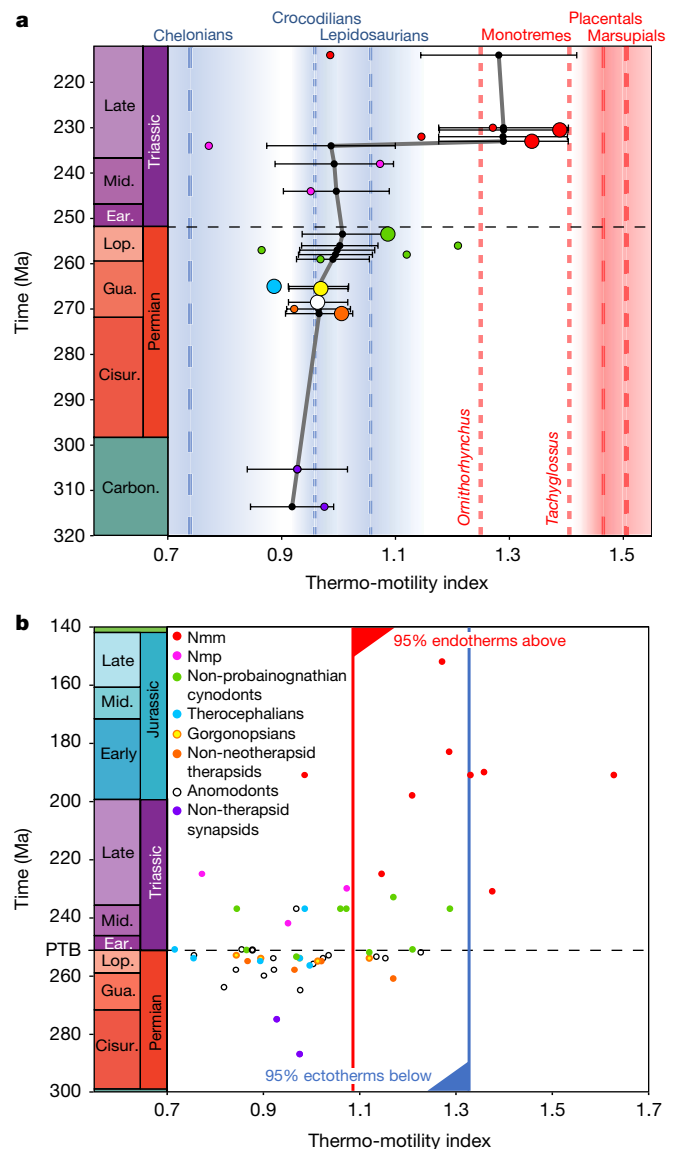 a
Crocodilians
Placentals
Chelonians
Lepidosaurians
Monotremes
Marsupials
220
230
240
250
260
270
280
290
300
310
320
Time (Ma)
Late
Mid.
Ear.
Triassic
Lop.
Gua.
Cisur.
Permian
Carbon.
Ornithorhynchus
Tachyglossus
0.7
0.9
1.1
1.3
1.5
Thermo-motility index
b
140
160
180
200
220
240
PTB
260
280
300
Time (Ma)
Late
Mid.
Early
Jurassic
Late
Mid.
Ear.
Triassic
Lop.
Gua.
Cisur.
Permian
Nmm
Nmp
Non-probainognathian
cynodonts
Therocephalians
Gorgonopsians
Non-neotherapsid
therapsids
Anomodonts
Non-therapsid
synapsids
95% endotherms above
95% ectotherms below
0.7
0.9
1.1
1.3
1.5
1.7
Thermo-motility index